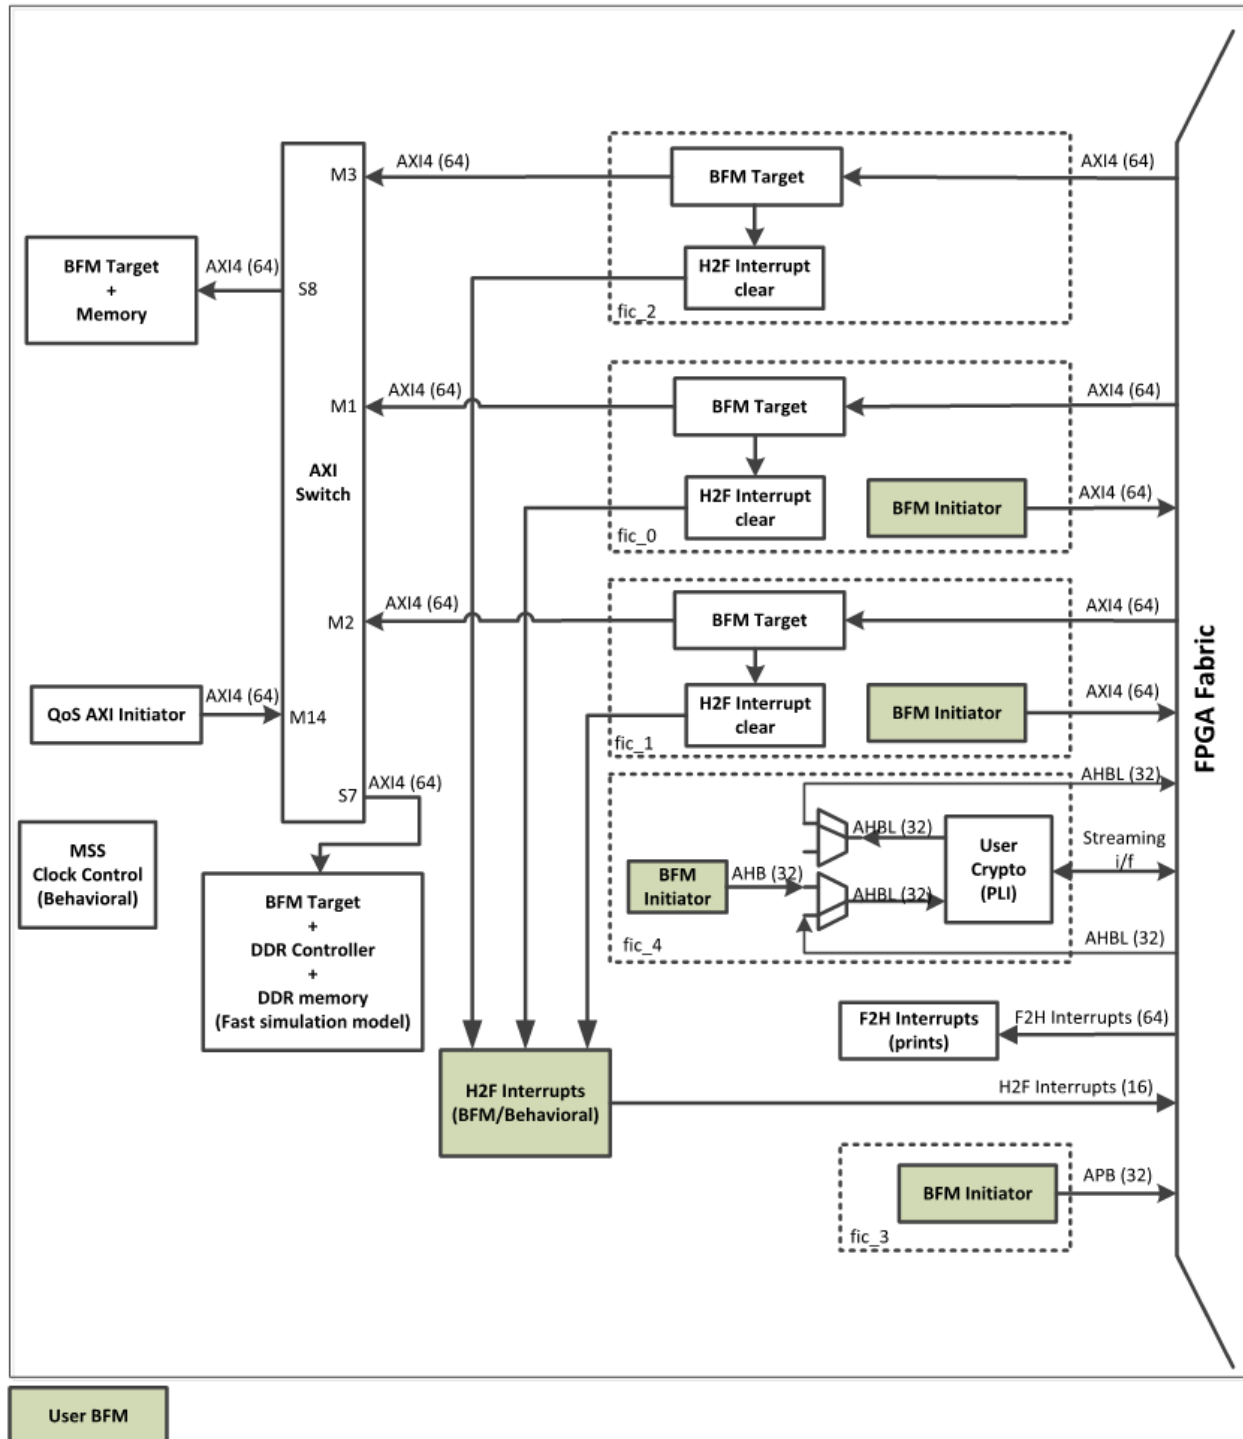 AXI4 (64)
M3
BFM Target
AXI4 (64)
BFM Target
+
Memory
AXI4 (64)
S8
H2F Interrupt
clear
fic_2
AXI4 (64)
M1
BFM Target
AXI4 (64)
AXI
Switch
H2F Interrupt
clear
BFM Initiator
AXI4 (64)
fic_0
AXI4 (64)
M2
BFM Target
AXI4 (64)
FPGA Fabric
QoS AXI Initiator
AXI4 (64)
M14
H2F Interrupt
clear
BFM Initiator
AXI4 (64)
fic_1
S7
AXI4 (64)
AHBL (32)
MSS
Clock Control
(Behavioral)
BFM
Initiator
AHB (32)
AHBL (32)
AHBL (32)
User
Crypto
(PLI)
Streaming
i/f
fic_4
AHBL (32)
BFM Target
+
DDR Controller
+
DDR memory
(Fast simulation model)
F2H Interrupts
(prints)
F2H Interrupts (64)
H2F Interrupts
(BFM/Behavioral)
H2F Interrupts (16)
BFM Initiator
APB (32)
fic_3
User BFM